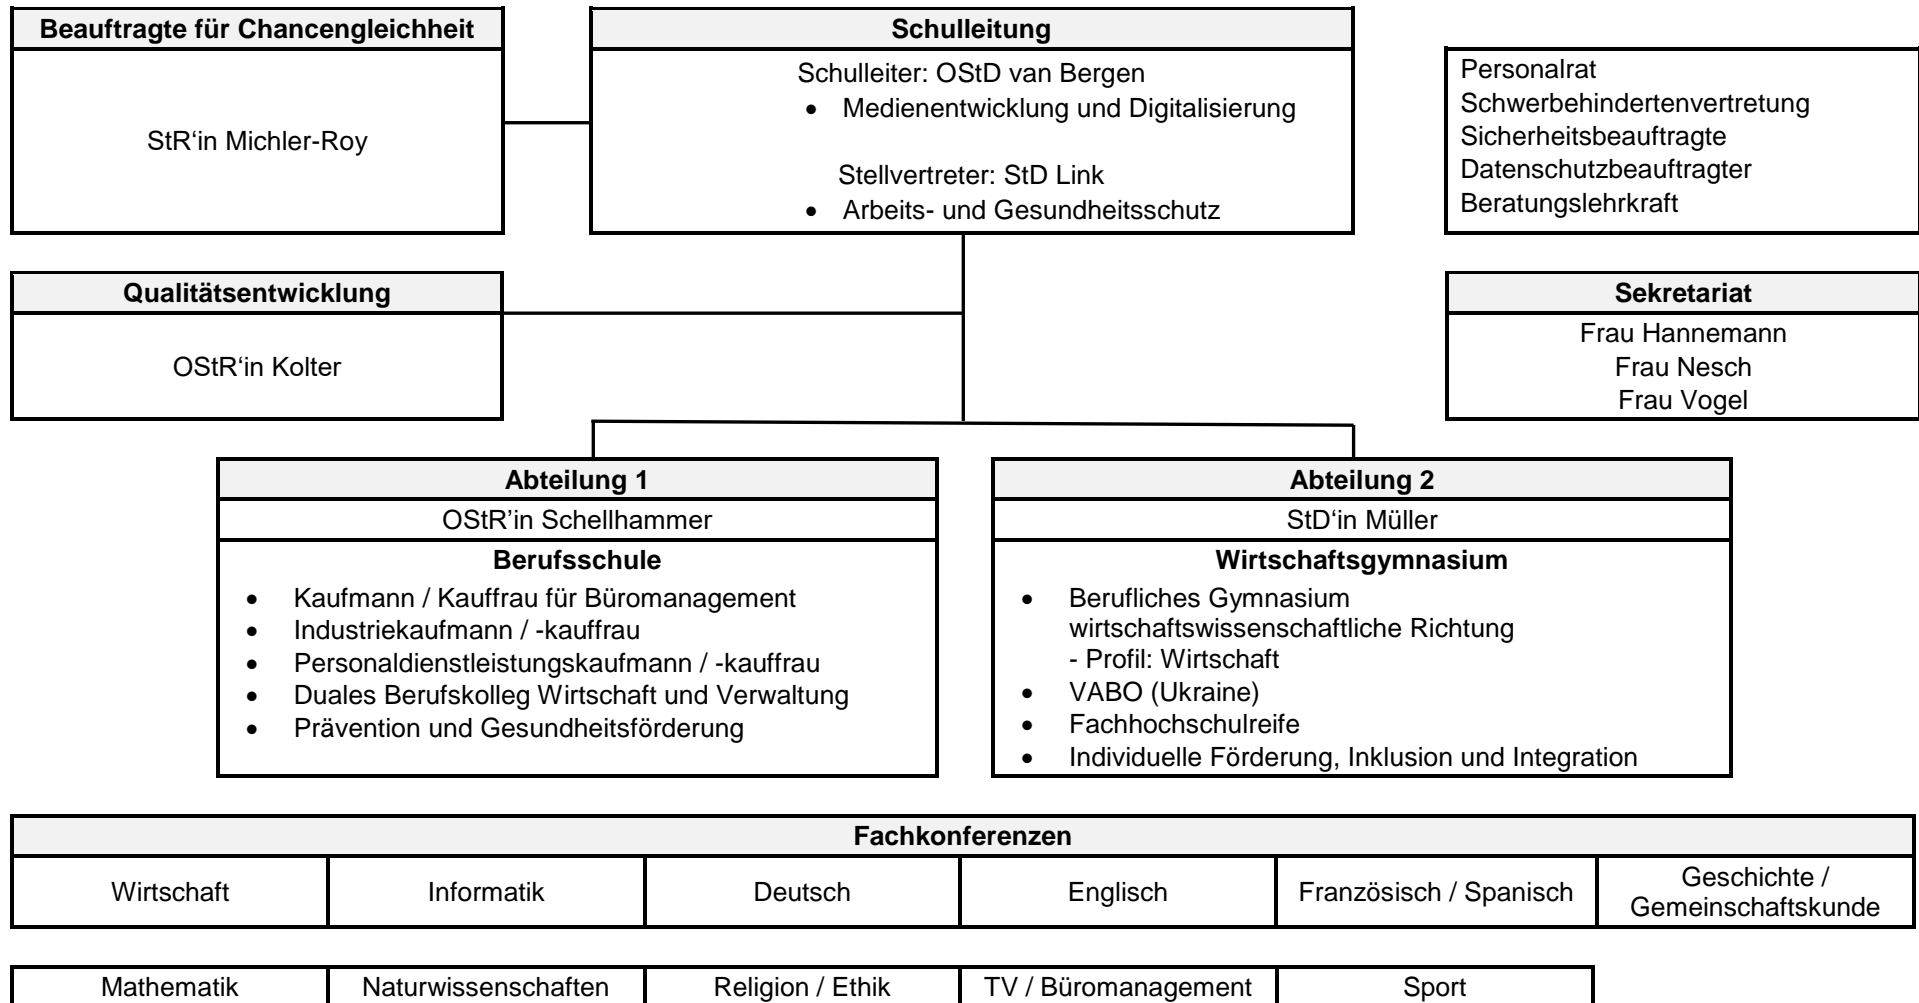 Beauftragte für Chancengleichheit
StR‘in Michler-Roy
Schulleitung
Schulleiter: OStD van Bergen
• Medienentwicklung und Digitalisierung
Stellvertreter: StD Link
• Arbeits- und Gesundheitsschutz
Personalrat
Schwerbehindertenvertretung
Sicherheitsbeauftragte
Datenschutzbeauftragter
Beratungslehrkraft
Qualitätsentwicklung
OStR‘in Kolter
Sekretariat
Frau Hannemann
Frau Nesch
Frau Vogel
Abteilung 1
OStR’in Schellhammer
Berufsschule
• Kaufmann / Kauffrau für Büromanagement
• Industriekaufmann / -kauffrau
• Personaldienstleistungskaufmann / -kauffrau
• Duales Berufskolleg Wirtschaft und Verwaltung
• Prävention und Gesundheitsförderung
Abteilung 2
StD‘in Müller
Wirtschaftsgymnasium
• Berufliches Gymnasium
wirtschaftswissenschaftliche Richtung
- Profil: Wirtschaft
• VABO (Ukraine)
• Fachhochschulreife
• Individuelle Förderung, Inklusion und Integration
Fachkonferenzen
Wirtschaft
Informatik
Deutsch
Englisch
Französisch / Spanisch
Geschichte /
Gemeinschaftskunde
Mathematik
Naturwissenschaften
Religion / Ethik
TV / Büromanagement
Sport